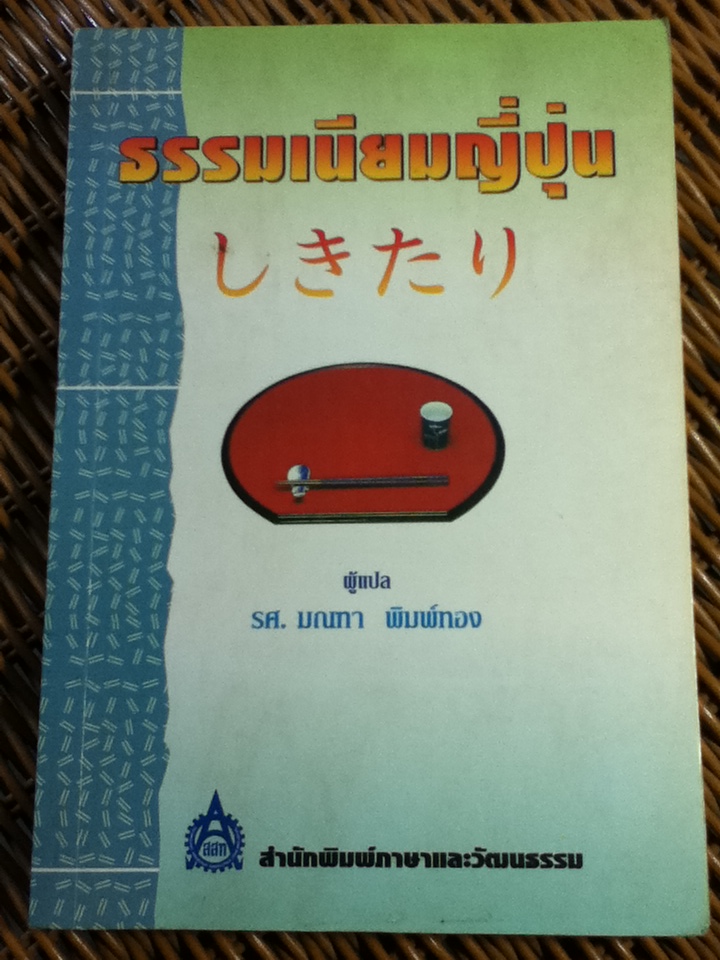 ธรรมเนียมญี่ปุ่น
しきたり
ผู้แปล
รศ. มณฑา พิมพ์ทอง
สสท
สำนักพิมพ์ภาษาและวัฒนธรรม